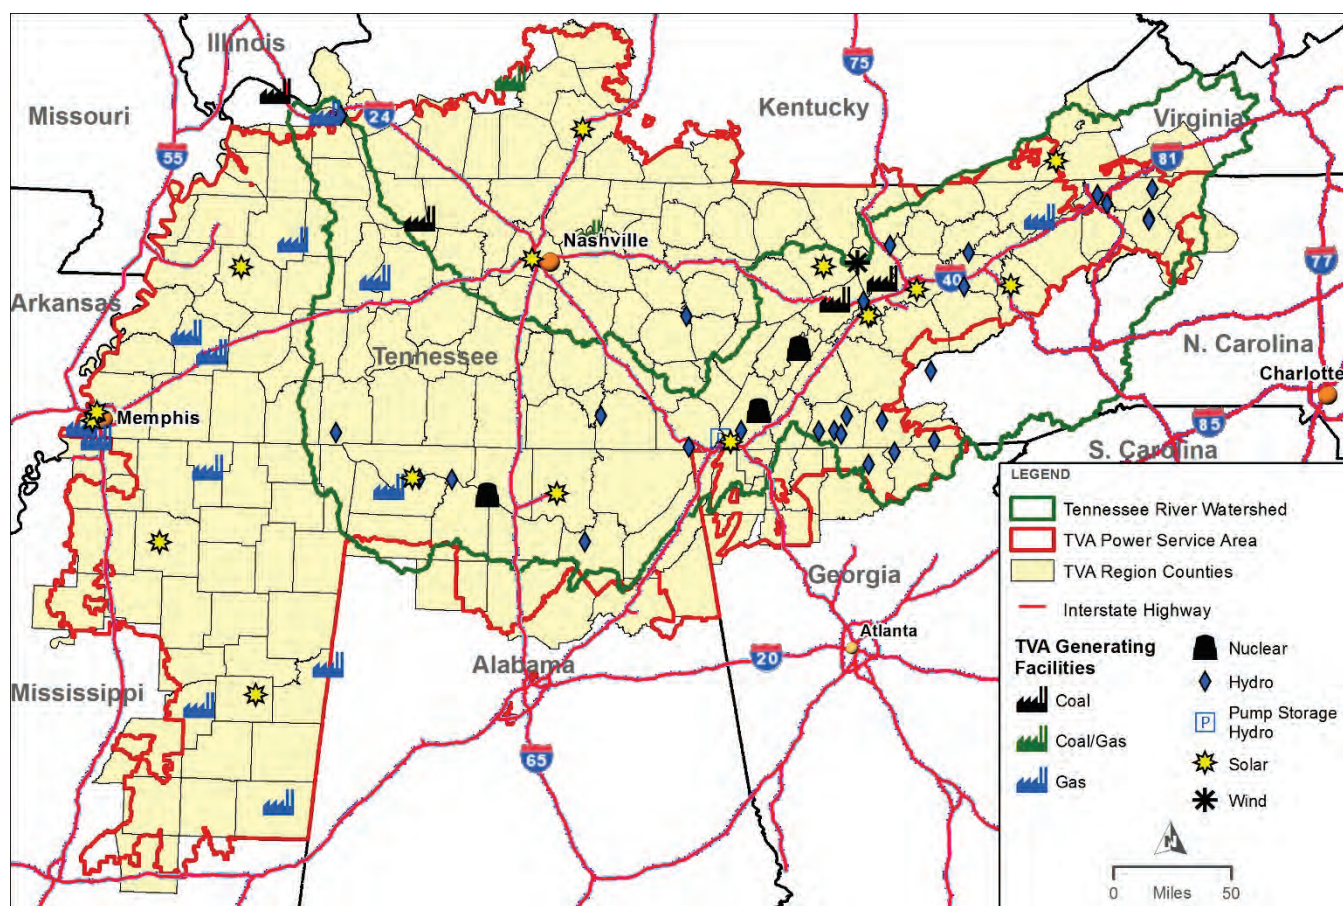 Illinois
Missouri
Kentucky
Virginia
75
24
55
81
Nashville
77
40
Arkansas
Tennessee
N. Carolina
Charlotte
Memphis
85
S. Carolina
Georgia
Atlanta
20
Alabama
Mississippi
65
LEGEND
Tennessee River Watershed
TVA Power Service Area
TVA Region Counties
Interstate Highway
TVA Generating
Facilities
Coal
Coal/Gas
Gas
Nuclear
Hydro
P
Pump Storage
Hydro
Solar
Wind
N
0 Miles 50